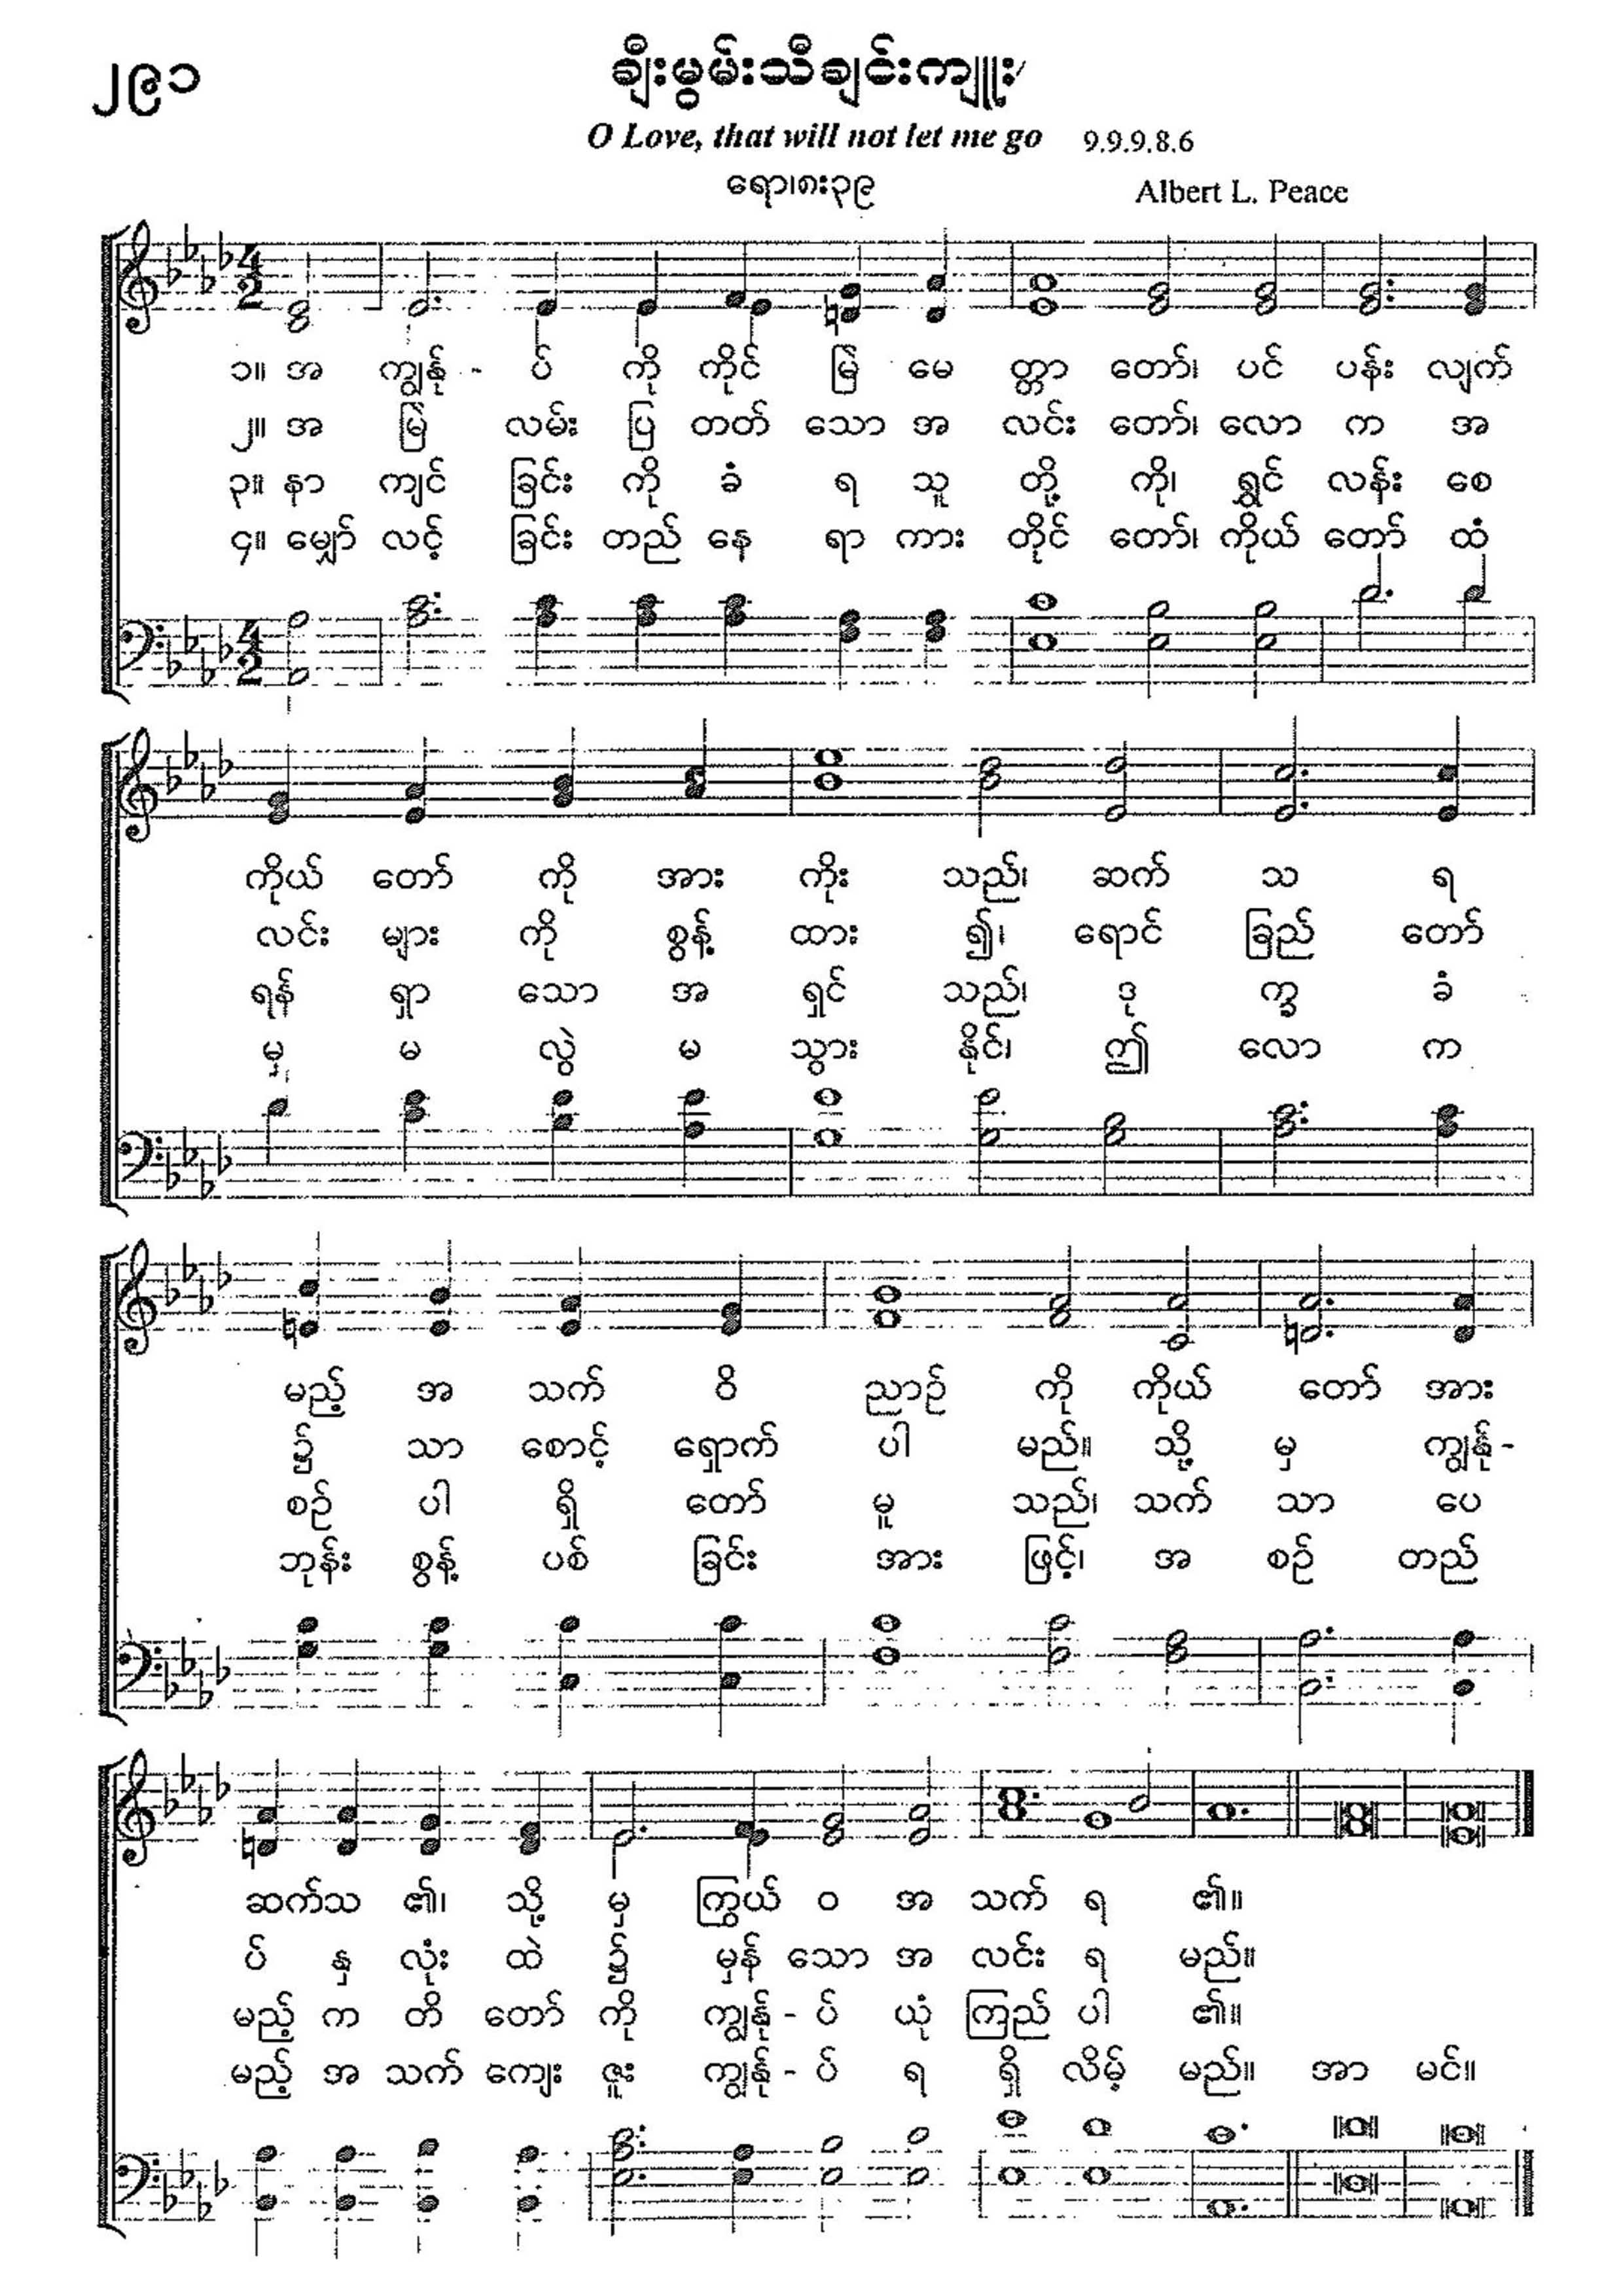 ၂၉၁
ချီးမွမ်းသီချင်းကျူး
O Love, that will not let me go 9.9.9.8.6
ရော၊၈း၃၉
Albert L. Peace
၁။ အ ကျွန်ုပ် - ပ် ကို ကိုင် မြဲ မေ တ္တာ တော်၊ ပင် ပန်း လျက်
၂။ အ မြဲ လမ်း ပြ တတ် သော အ လင်း တော်၊ လော က အ
၃။ နာ ကျင် ခြင်း ကို ခံ ရ သူ တို့ ကို၊ ရွှင် လန်း စေ
၄။ မျှော် လင့် ခြင်း တည် နေ ရာ ကား တိုင် တော်၊ ကိုယ် တော် ထံ
ကိုယ် တော် ကို အား ကိုး သည်၊ ဆက် သ ရ
လင်း များ ကို စွန့် ထား ၍၊ ရောင် ခြည် တော်
ရန် ရှာ သော အ ရှင် သည်၊ ဒု က္ခ ခံ
မှ မ လွဲ မ သွား နိုင်၊ ဤ လော က
မည့် အ သက် ဝိ ညာဉ် ကို ကိုယ် တော် အား
၌ သာ စောင့် ရှောက် ပါ မည်။ သို့ မှ ကျွန်ု -
စဉ် ပါ ရှိ တော် မူ သည်၊ သက် သာ ပေ
ဘုန်း စွန့် ပစ် ခြင်း အား ဖြင့်၊ အ စဉ် တည်
ဆက်သ ၏၊ သို့ မှ ကြွယ် ဝ အ သက် ရ ၏။
ပ် နှ လုံး ထဲ ၌ မှန် သော အ လင်း ရ မည်။
မည့် က တိ တော် ကို ကျွန်ု - ပ် ယုံ ကြည် ပါ ၏။
မည့် အ သက် ကျေး ဇူး ကျွန်ု - ပ် ရ ရှိ လိမ့် မည်။ အာ မင်။